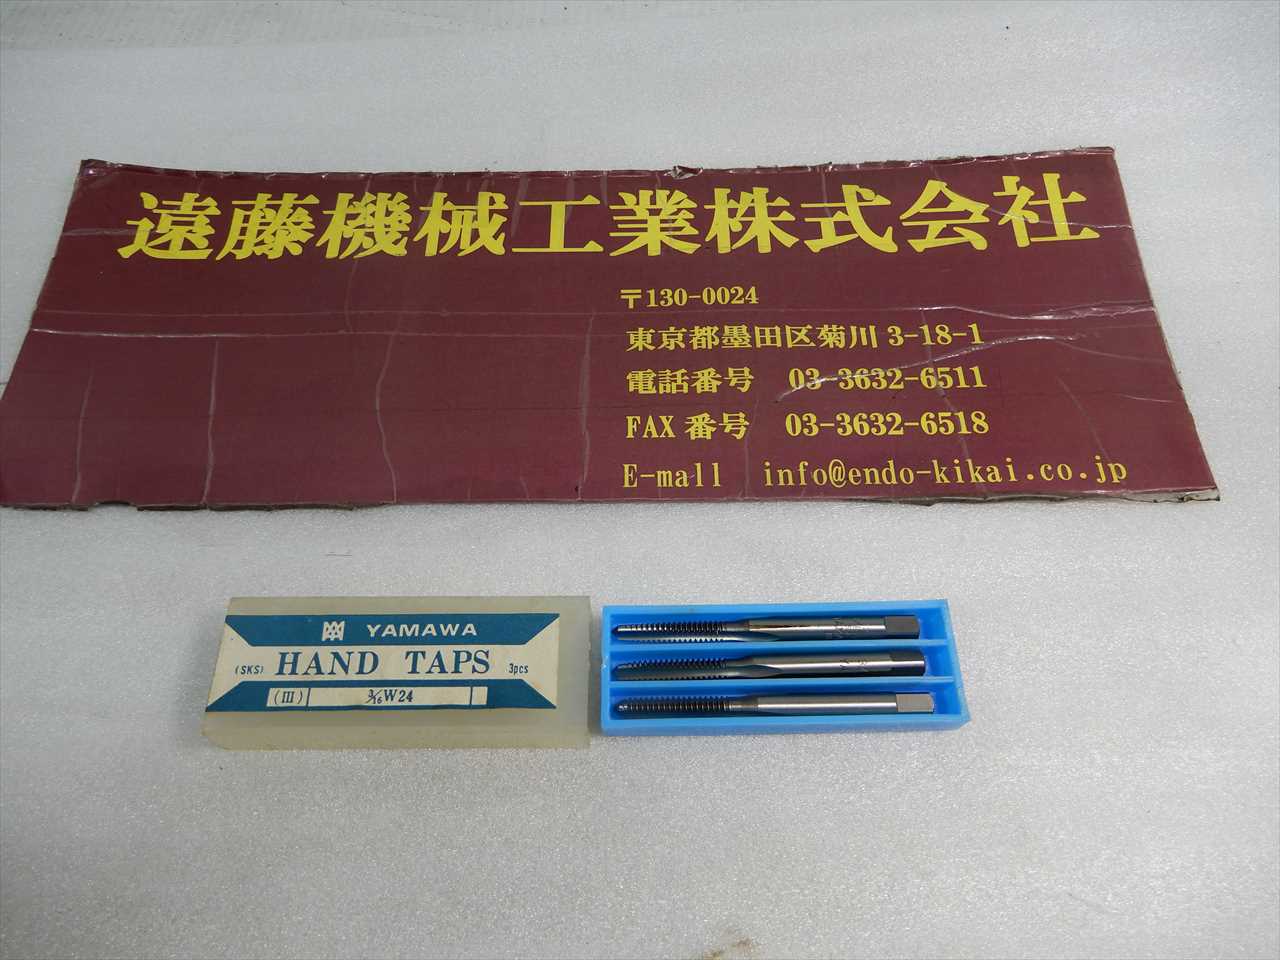 遠藤機械工業株式会社
〒130-0024
東京都墨田区菊川 3-18-1
電話番号 03-3632-6511
FAX 番号 03-3632-6518
E-mall info@endo-kikai.co.jp
YAMAWA
(SKS) HAND TAPS 3pcs
(III) 3/16 W 24